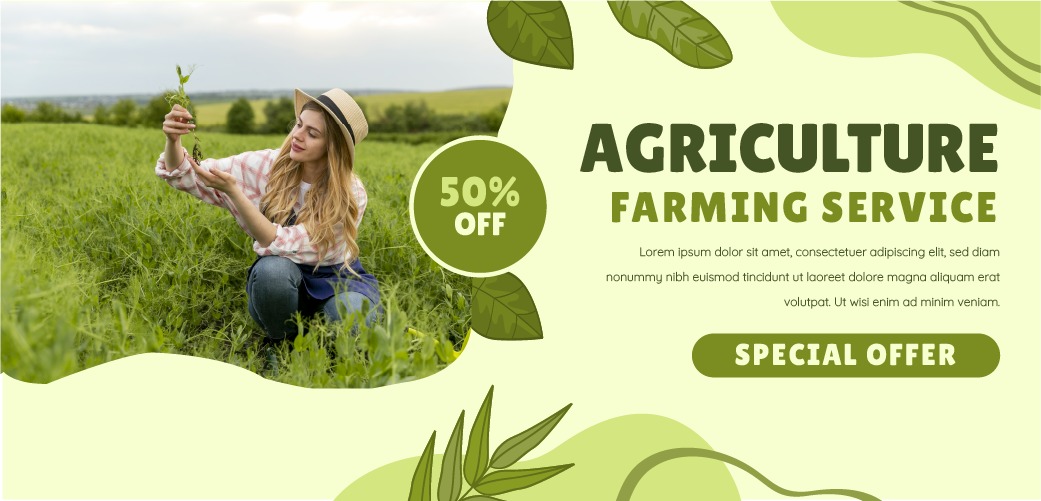 50%
OFF
AGRICULTURE
FARMING SERVICE
Lorem ipsum dolor sit amet, consectetuer adipiscing elit, sed diam
nonummy nibh euismod tincidunt ut laoreet dolore magna aliquam erat
volutpat. Ut wisi enim ad minim veniam.
SPECIAL OFFER